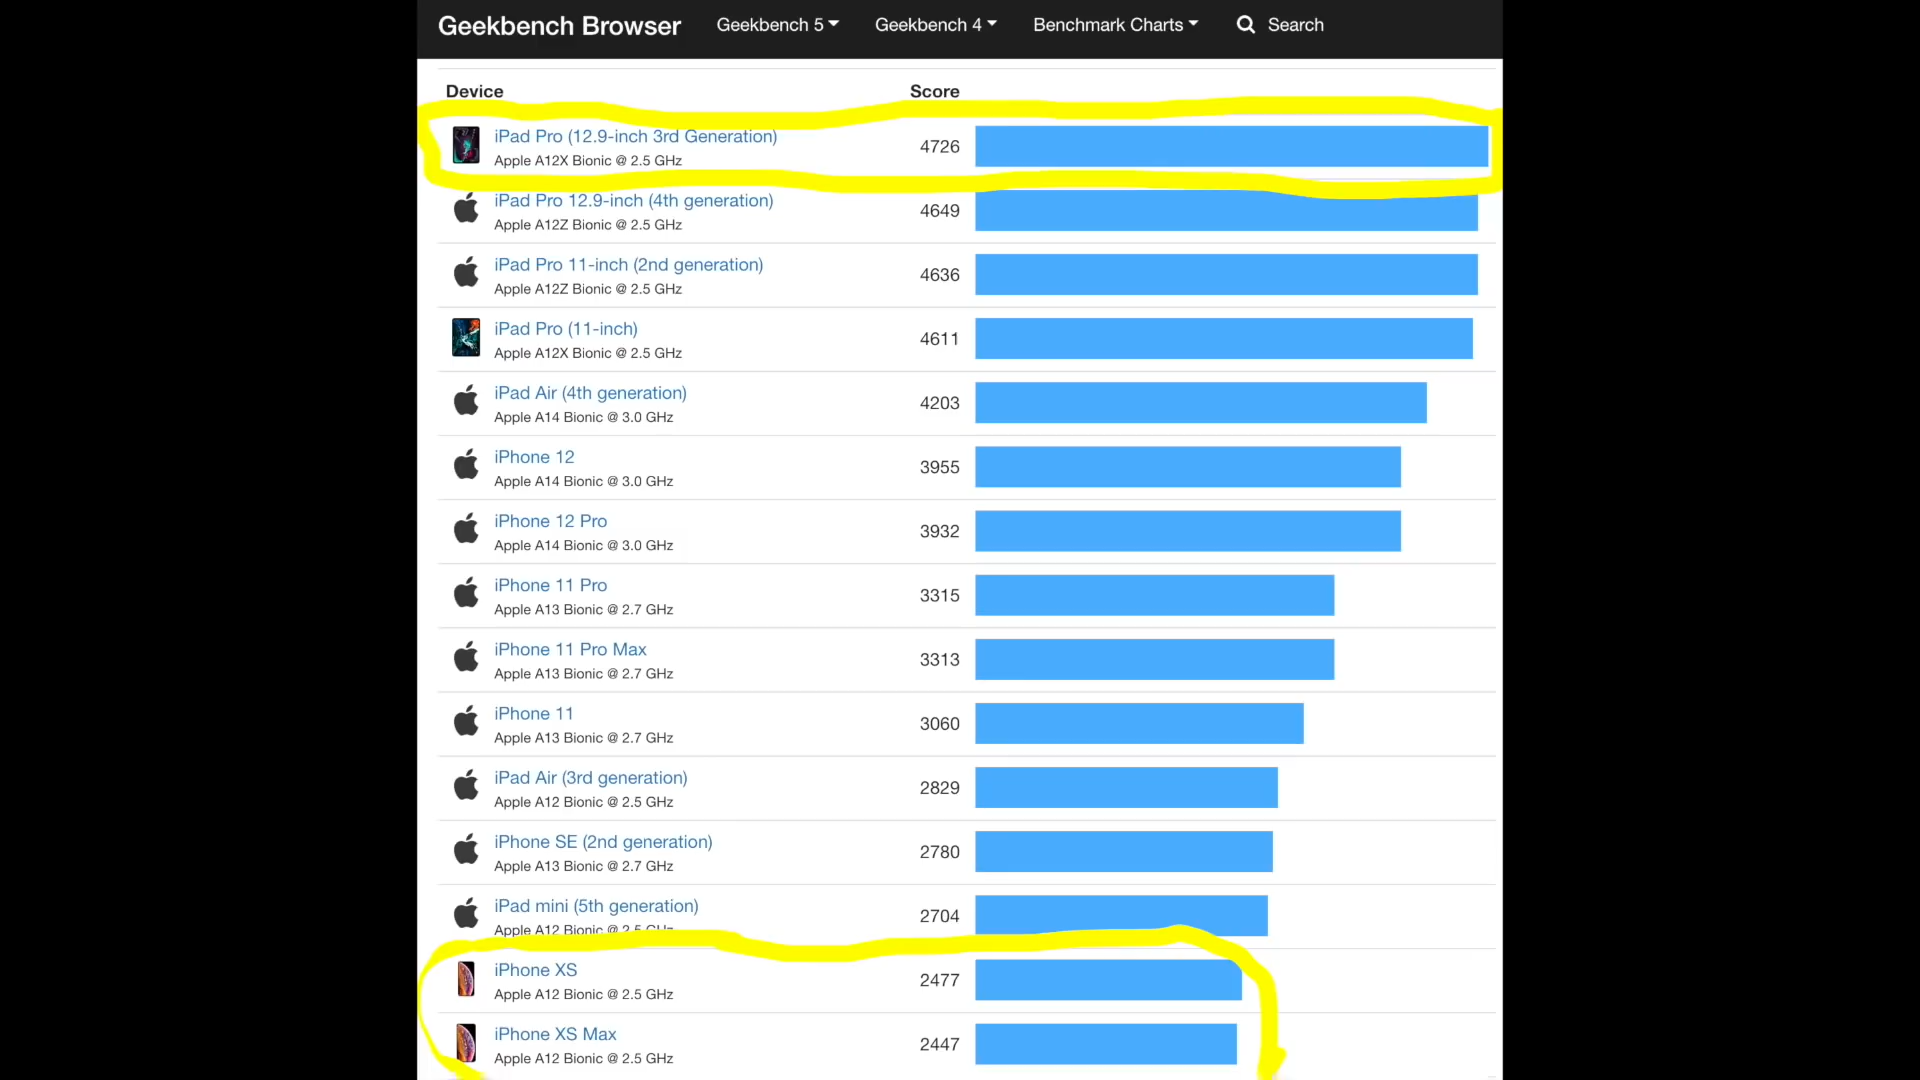 Geekbench Browser Geekbench 5 Geekbench 4 Benchmark Charts Search
Device Score
iPad Pro (12.9-inch 3rd Generation)
Apple A12X Bionic @ 2.5 GHz
4726
iPad Pro 12.9-inch (4th generation)
Apple A12Z Bionic @ 2.5 GHz
4649
iPad Pro 11-inch (2nd generation)
Apple A12Z Bionic @ 2.5 GHz
4636
iPad Pro (11-inch)
Apple A12X Bionic @ 2.5 GHz
4611
iPad Air (4th generation)
Apple A14 Bionic @ 3.0 GHz
4203
iPhone 12
Apple A14 Bionic @ 3.0 GHz
3955
iPhone 12 Pro
Apple A14 Bionic @ 3.0 GHz
3932
iPhone 11 Pro
Apple A13 Bionic @ 2.7 GHz
3315
iPhone 11 Pro Max
Apple A13 Bionic @ 2.7 GHz
3313
iPhone 11
Apple A13 Bionic @ 2.7 GHz
3060
iPad Air (3rd generation)
Apple A12 Bionic @ 2.5 GHz
2829
iPhone SE (2nd generation)
Apple A13 Bionic @ 2.7 GHz
2780
iPad mini (5th generation)
Apple A12 Bionic @ 2.5 GHz
2704
iPhone XS
Apple A12 Bionic @ 2.5 GHz
2477
iPhone XS Max
Apple A12 Bionic @ 2.5 GHz
2447